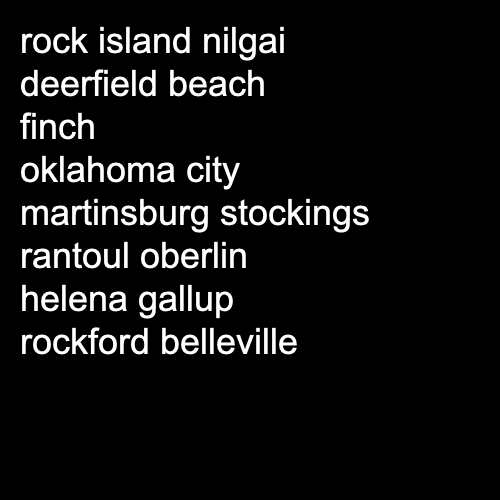 rock island nilgai
deerfield beach
finch
oklahoma city
martinsburg stockings
rantoul oberlin
helena gallup
rockford belleville